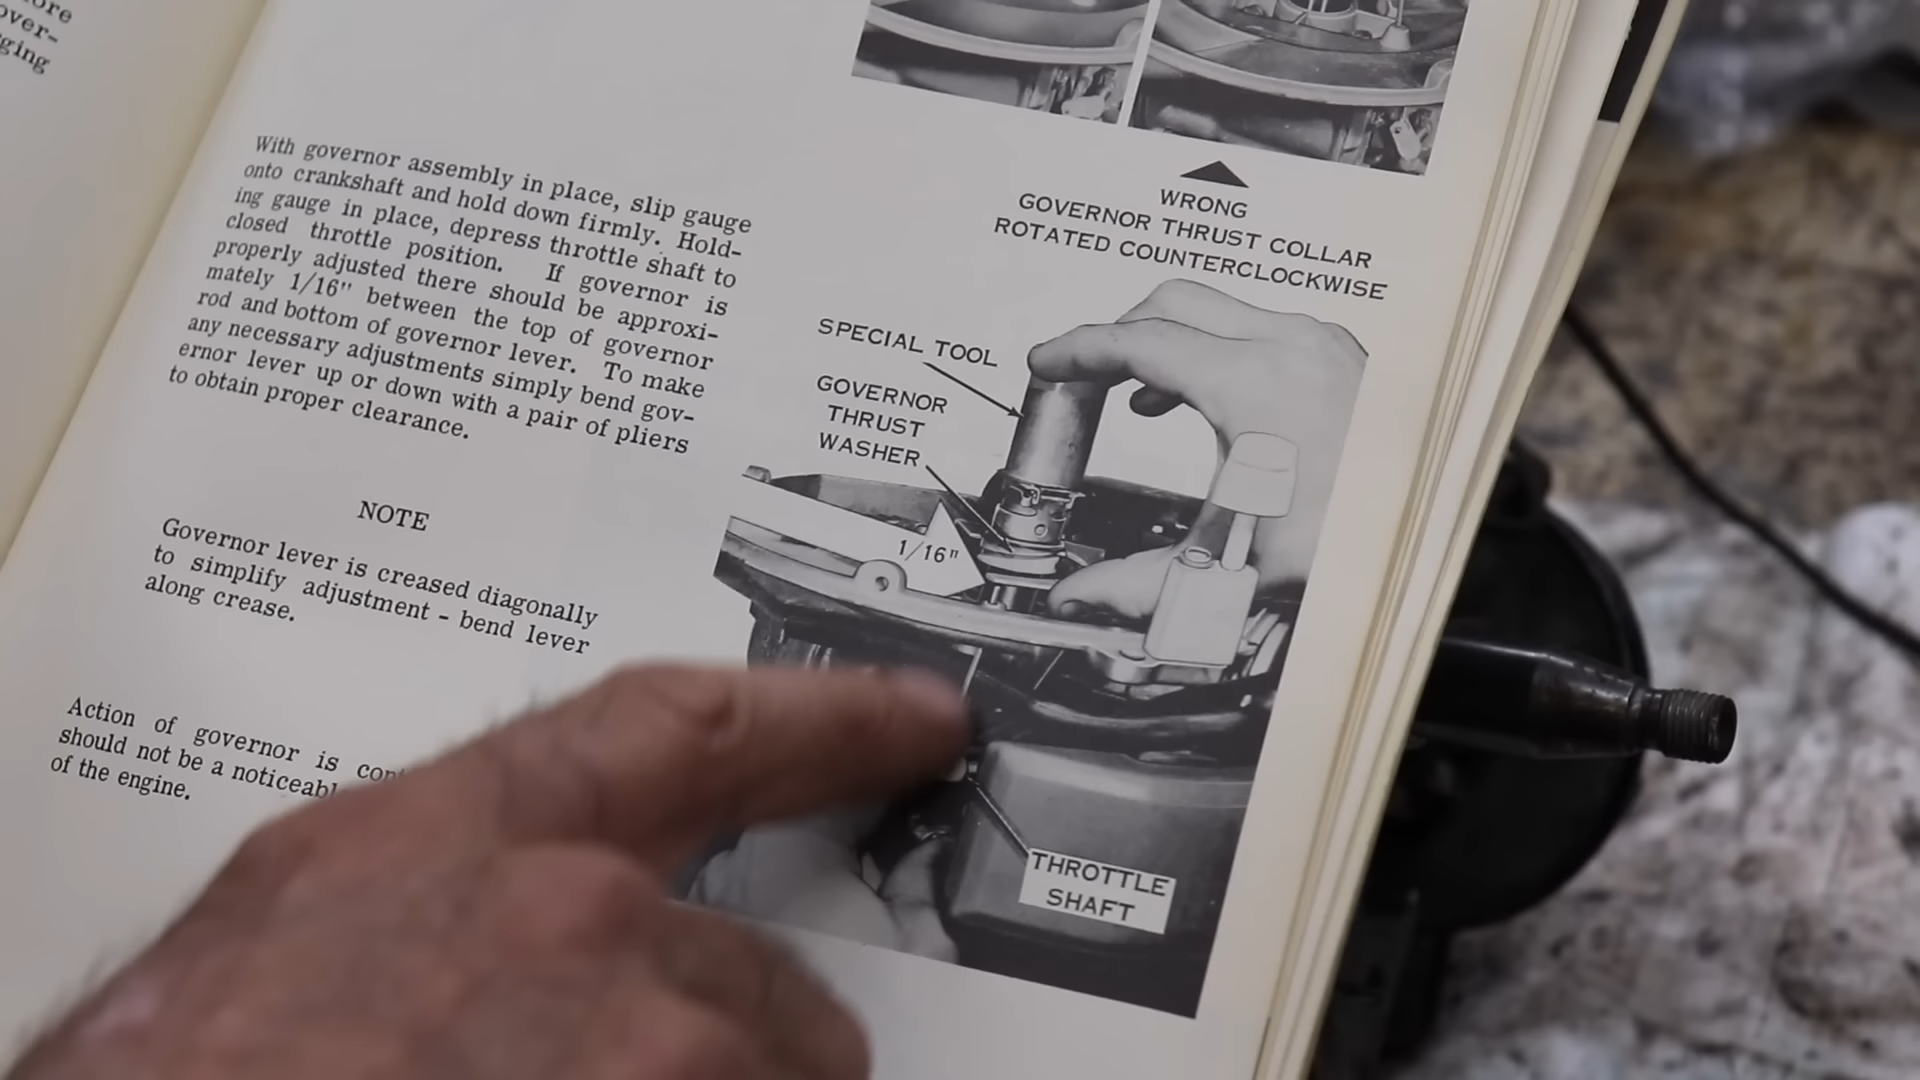 ore
over-
ging
With governor assembly in place, slip gauge
onto crankshaft and hold down firmly. Hold-
ing gauge in place, depress throttle shaft to
closed throttle position. If governor is
properly adjusted there should be approxi-
mately 1/16" between the top of governor
rod and bottom of governor lever. To make
any necessary adjustments simply bend gov-
ernor lever up or down with a pair of pliers
to obtain proper clearance.
NOTE
Governor lever is creased diagonally
to simplify adjustment - bend lever
along crease.
Action of governor is
should not be a noticeabl
of the engine.
WRONG
GOVERNOR THRUST COLLAR
ROTATED COUNTERCLOCKWISE
SPECIAL TOOL
GOVERNOR
THRUST
WASHER
1/16"
THROTTLE
SHAFT